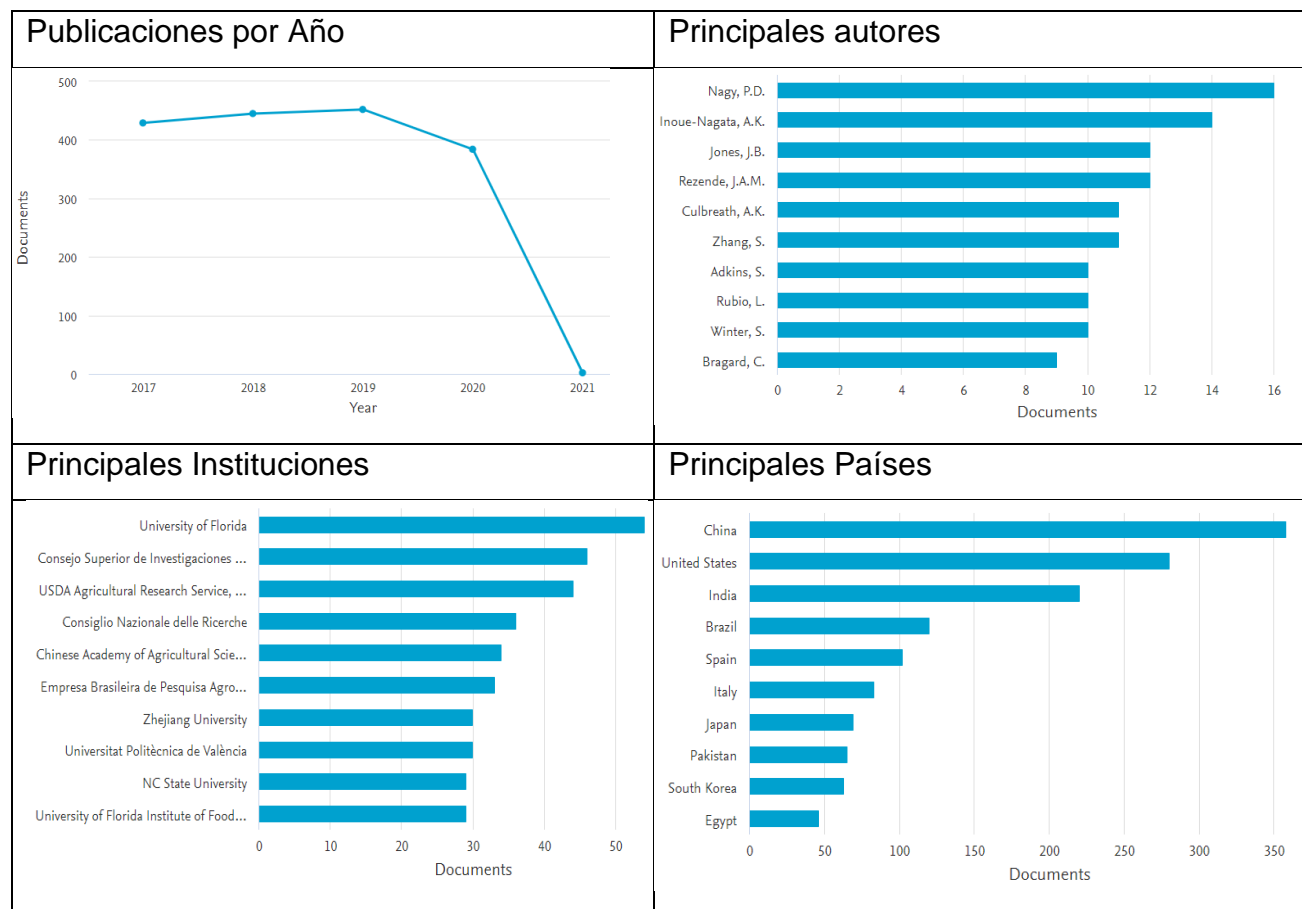 Publicaciones por Año
500
400
300
200
100
0
Documents
2017 2018 2019 2020 2021
Year
Principales autores
Nagy, P.D.
Inoue-Nagata, A.K.
Jones, J.B.
Rezende, J.A.M.
Culbreath, A.K.
Zhang, S.
Adkins, S.
Rubio, L.
Winter, S.
Bragard, C.
0 2 4 6 8 10 12 14 16
Documents
Principales Instituciones
University of Florida
Consejo Superior de Investigaciones ...
USDA Agricultural Research Service, ...
Consiglio Nazionale delle Ricerche
Chinese Academy of Agricultural Scie...
Empresa Brasileira de Pesquisa Agro...
Zhejiang University
Universitat Politècnica de València
NC State University
University of Florida Institute of Food...
0 10 20 30 40 50
Documents
Principales Países
China
United States
India
Brazil
Spain
Italy
Japan
Pakistan
South Korea
Egypt
0 50 100 150 200 250 300 350
Documents